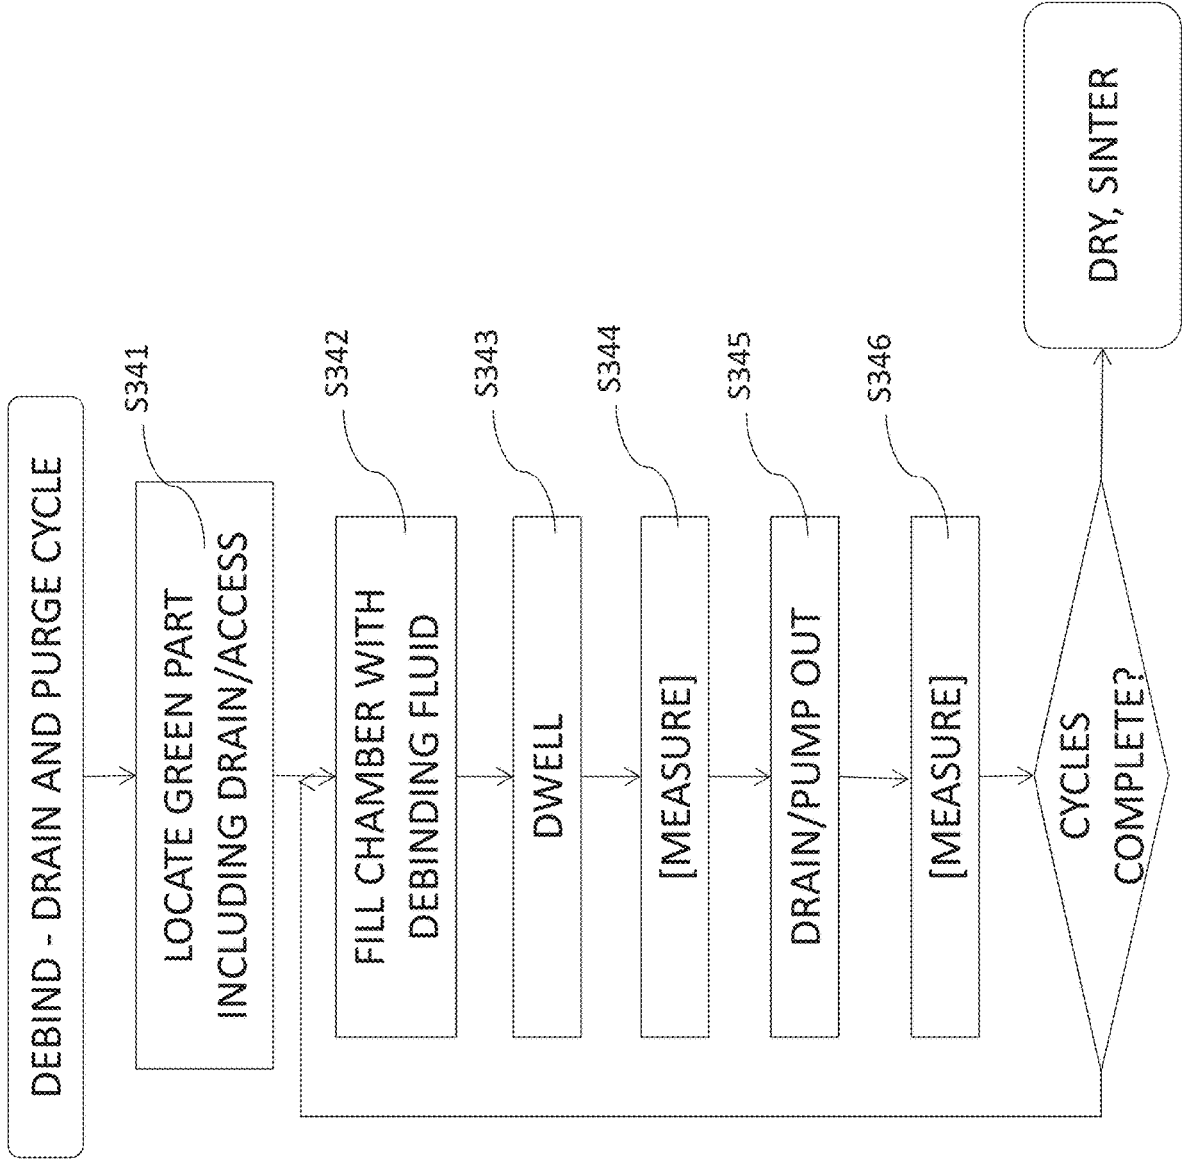 DEBIND - DRAIN AND PURGE CYCLE
S341
LOCATE GREEN PART
INCLUDING DRAIN/ACCESS
S342
FILL CHAMBER WITH
DEBINDING FLUID
S343
DWELL
S344
[MEASURE]
S345
DRAIN/PUMP OUT
S346
[MEASURE]
CYCLES
COMPLETE?
DRY, SINTER